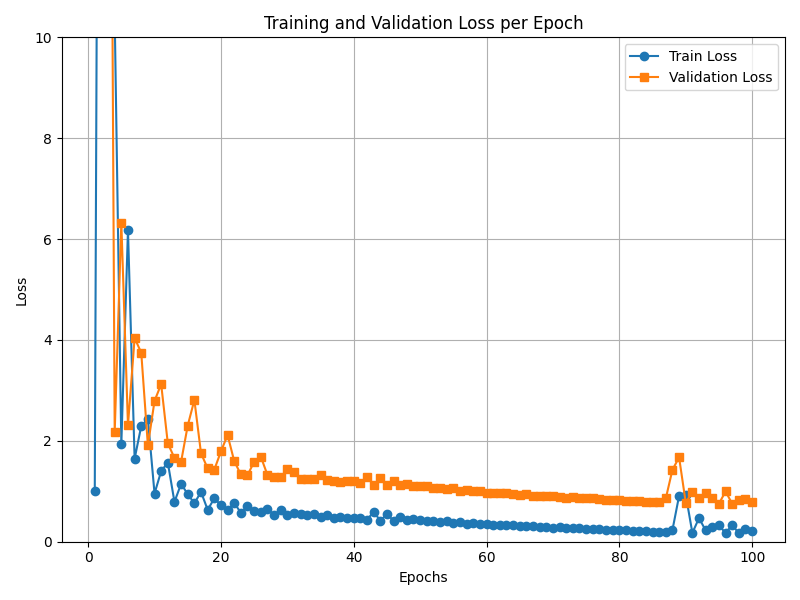 Training and Validation Loss per Epoch
Train Loss
Validation Loss
Loss
10
8
6
4
2
0
0 20 40 60 80 100
Epochs